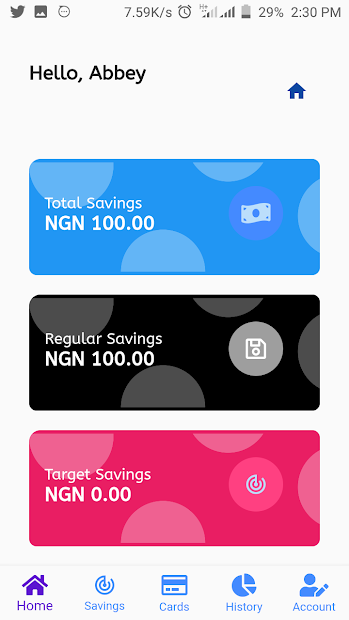 7.59K/s H+ 29% 2:30 PM
Hello, Abbey
Total Savings
NGN 100.00
Regular Savings
NGN 100.00
Target Savings
NGN 0.00
Home Savings Cards History Account